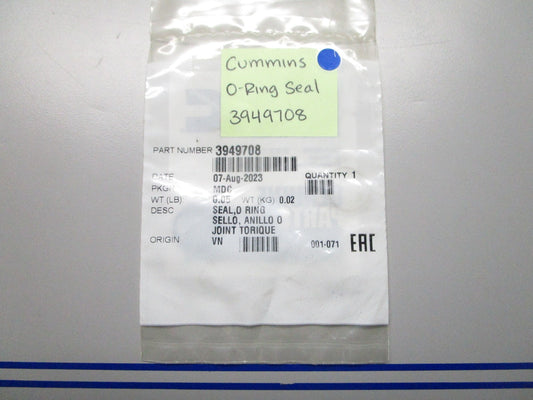 Cummins
O-Ring Seal
3949708
PART NUMBER 3949708
DATE 07-Aug-2023 QUANTITY 1
PKG MDC
WT (LB) 0.05 WT (KG) 0.02
DESC SEAL,O RING
SELLO, ANILLO O
JOINT TORIQUE
ORIGIN VN 001-071 EAC
PART